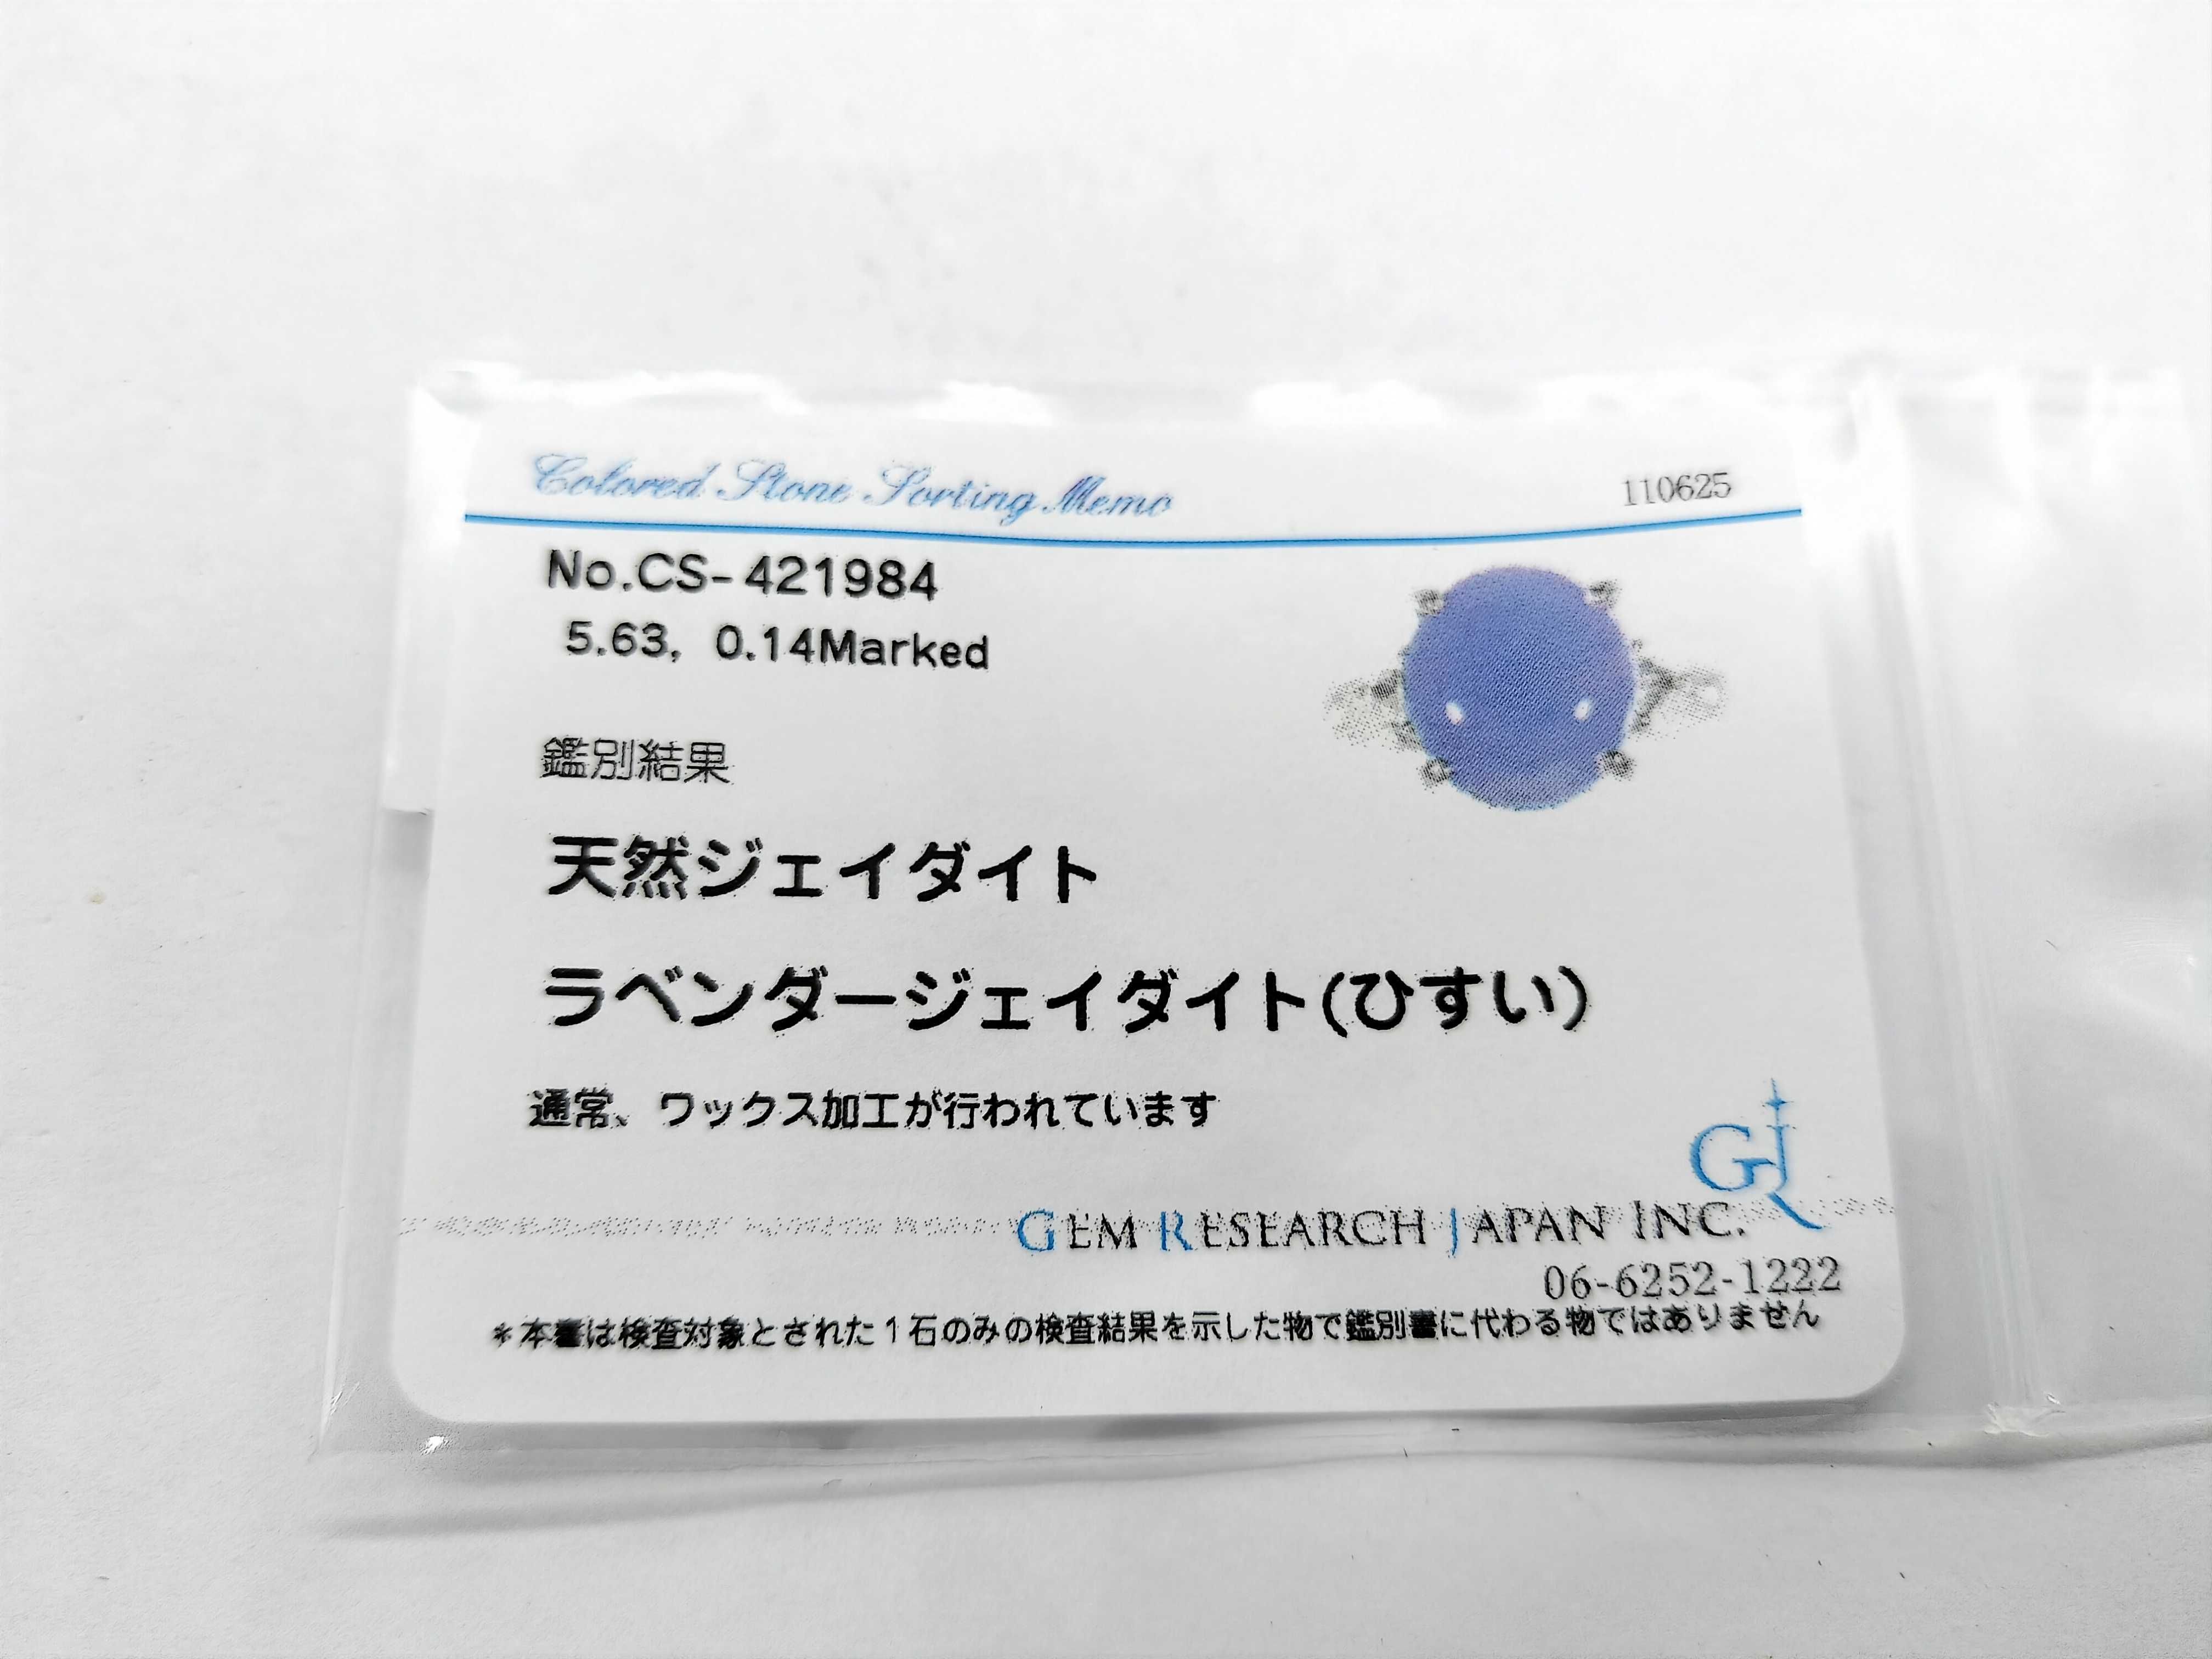 Colored Stone Sorting Memo
110625
No.CS-421984
5.63, 0.14Marked
鑑別結果
天然ジェイダイト
ラベンダージェイダイト(ひすい)
通常、ワックス加工が行われています
GEM RESEARCH JAPAN INC.
06-6252-1222
*本書は検査対象とされた1石のみの検査結果を示した物で鑑別書に代わる物ではありません